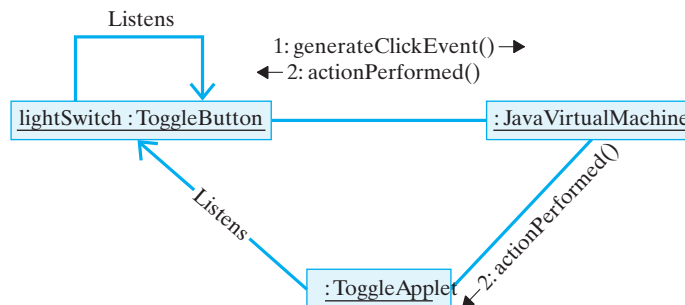 Listens
1: generateClickEvent()
2: actionPerformed()
lightSwitch : ToggleButton
: JavaVirtualMachine
Listens
2: actionPerformed()
:ToggleApplet